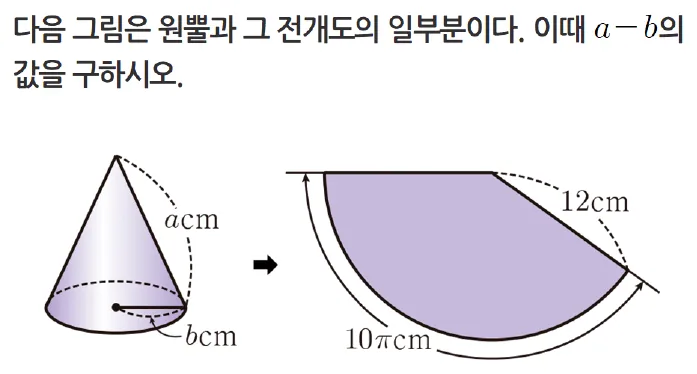 다음 그림은 원뿔과 그 전개도의 일부분이다. 이때 a－b의
값을 구하시오.
acm
bcm
12cm
10πcm